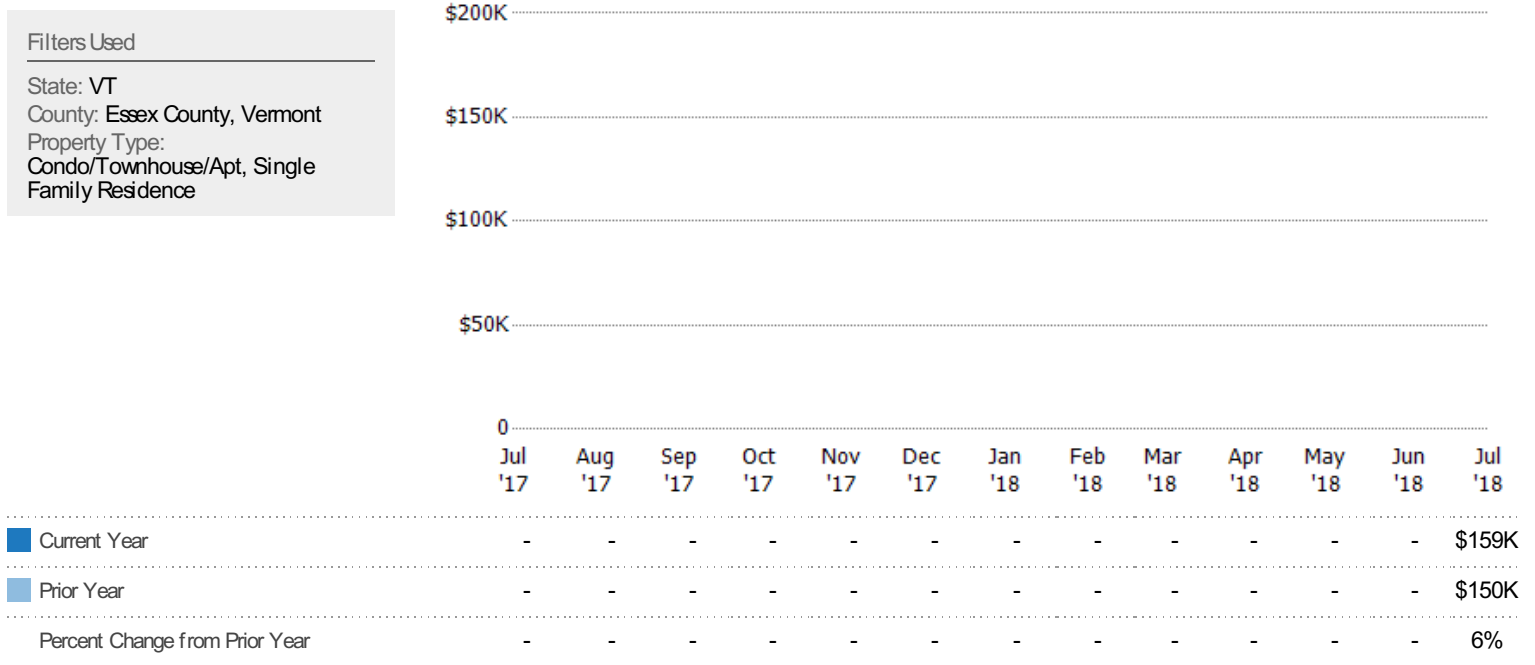 Filters Used
State: VT
County: Essex County, Vermont
Property Type:
Condo/Townhouse/Apt, Single
Family Residence
$200K
$150K
$100K
$50K
0
Jul Aug Sep Oct Nov Dec Jan Feb Mar Apr May Jun Jul
'17 '17 '17 '17 '17 '17 '18 '18 '18 '18 '18 '18 '18
Current Year - - - - - - - - - - - - $159K
Prior Year - - - - - - - - - - - - $150K
Percent Change from Prior Year - - - - - - - - - - - - 6%